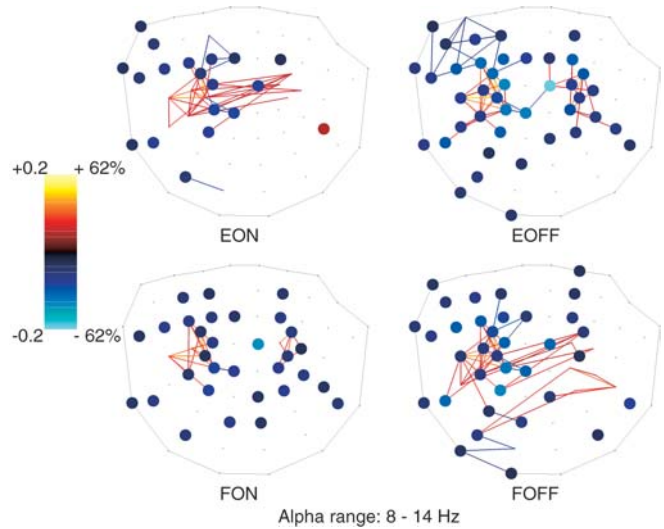 EON
EOFF
+0.2 + 62%
-0.2 - 62%
FON
FOFF
Alpha range: 8 - 14 Hz